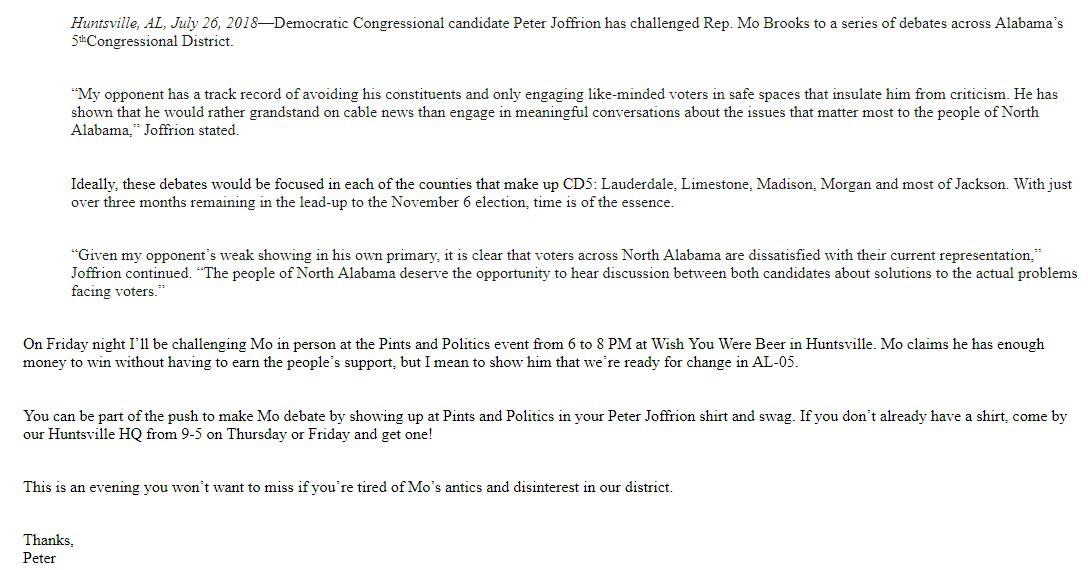 Huntsville, AL, July 26, 2018—Democratic Congressional candidate Peter Joffrion has challenged Rep. Mo Brooks to a series of debates across Alabama’s
5thCongressional District.
“My opponent has a track record of avoiding his constituents and only engaging like-minded voters in safe spaces that insulate him from criticism. He has
shown that he would rather grandstand on cable news than engage in meaningful conversations about the issues that matter most to the people of North
Alabama,” Joffrion stated.
Ideally, these debates would be focused in each of the counties that make up CD5: Lauderdale, Limestone, Madison, Morgan and most of Jackson. With just
over three months remaining in the lead-up to the November 6 election, time is of the essence.
“Given my opponent’s weak showing in his own primary, it is clear that voters across North Alabama are dissatisfied with their current representation,”
Joffrion continued. “The people of North Alabama deserve the opportunity to hear discussion between both candidates about solutions to the actual problems
facing voters.”
On Friday night I’ll be challenging Mo in person at the Pints and Politics event from 6 to 8 PM at Wish You Were Beer in Huntsville. Mo claims he has enough
money to win without having to earn the people’s support, but I mean to show him that we’re ready for change in AL-05.
You can be part of the push to make Mo debate by showing up at Pints and Politics in your Peter Joffrion shirt and swag. If you don’t already have a shirt, come by
our Huntsville HQ from 9-5 on Thursday or Friday and get one!
This is an evening you won’t want to miss if you’re tired of Mo’s antics and disinterest in our district.
Thanks,
Peter